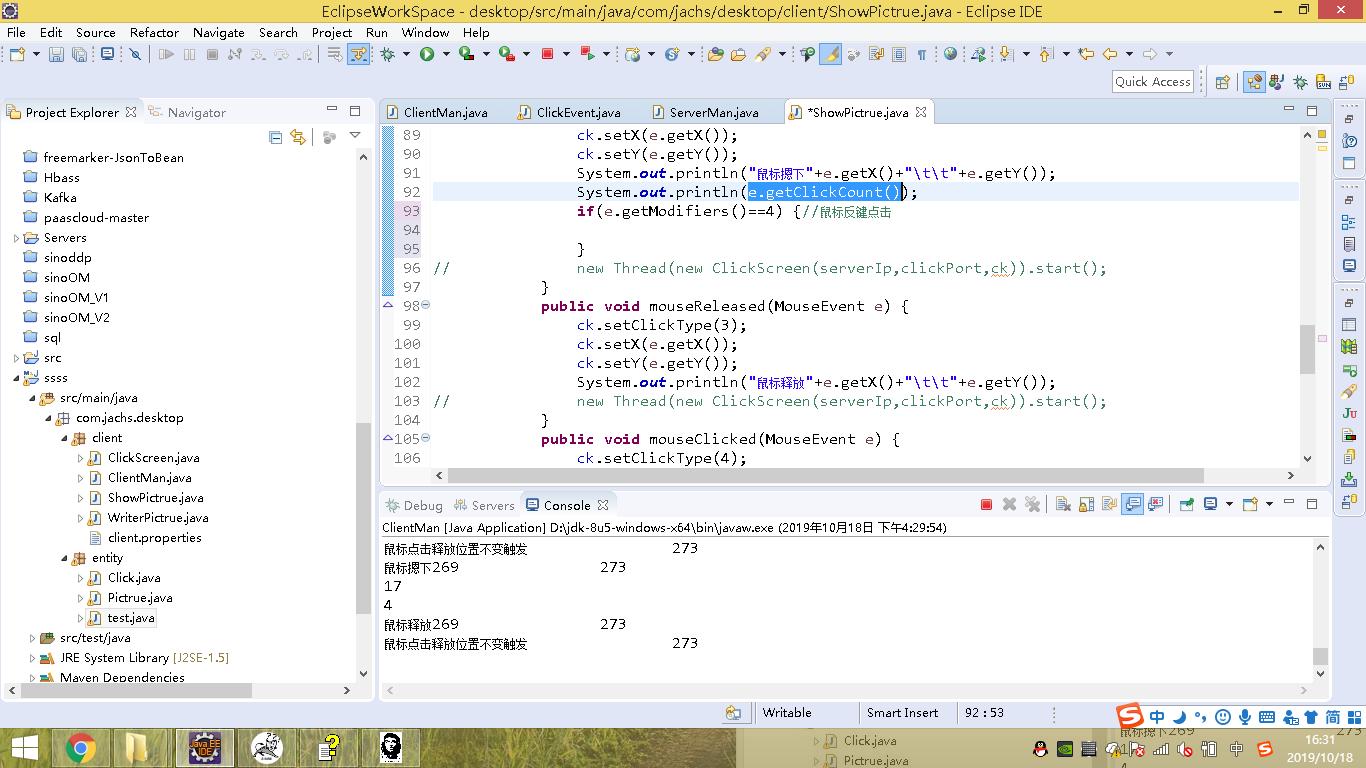 EclipseWorkSpace - desktop/src/main/java/com/jachs/desktop/client/ShowPictrue.java - Eclipse IDE
File Edit Source Refactor Navigate Search Project Run Window Help
Quick Access
Project Explorer
Navigator
freemarker-JsonToBean
Hbass
Kafka
paascloud-master
Servers
sinoddp
sinoOM
sinoOM_V1
sinoOM_V2
sql
src
ssss
src/main/java
com.jachs.desktop
client
ClickScreen.java
ClientMan.java
ShowPictrue.java
WriterPictrue.java
client.properties
entity
Click.java
Pictrue.java
test.java
src/test/java
JRE System Library [J2SE-1.5]
Maven Dependencies
ClientMan.java ClickEvent.java ServerMan.java *ShowPictrue.java
89 ck.setX(e.getX());
90 ck.setY(e.getY());
91 System.out.println("鼠标摁下"+e.getX()+"\t\t"+e.getY());
92 System.out.println(e.getClickCount());
93 if(e.getModifiers()==4) {//鼠标反键点击
94
95 }
96 // new Thread(new ClickScreen(serverIp,clickPort,ck)).start();
97 }
98 public void mouseReleased(MouseEvent e) {
99 ck.setClickType(3);
100 ck.setX(e.getX());
101 ck.setY(e.getY());
102 System.out.println("鼠标释放"+e.getX()+"\t\t"+e.getY());
103 // new Thread(new ClickScreen(serverIp,clickPort,ck)).start();
104 }
105 public void mouseClicked(MouseEvent e) {
106 ck.setClickType(4);
Debug Servers Console
ClientMan [Java Application] D:\jdk-8u5-windows-x64\bin\javaw.exe (2019年10月18日 下午4:29:54)
鼠标点击释放位置不变触发 273
鼠标摁下269 273
17
4
鼠标释放269 273
鼠标点击释放位置不变触发 273
Writable Smart Insert 92 : 53
中 简
Click.java
Pictrue.java
鼠标摁下269 273
中
16:31
2019/10/18